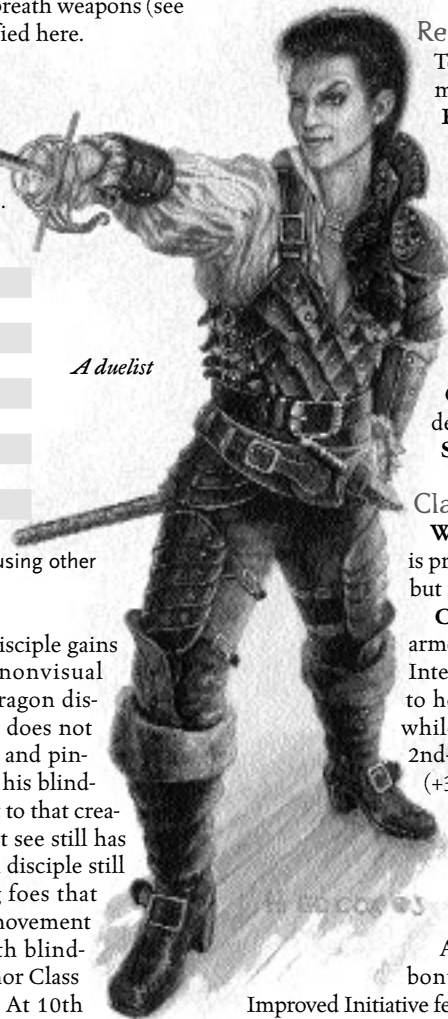 breath weapons (see
fied here.
A duelist
using other
isciple gains
nonvisual
ragon dis-
does not
and pin-
his blind-
t to that crea-
t see still has
disciple still
g foes that
movement
th blind-
or Class
At 10th
Re
T
m
de
S
Cla
W
is pr
but
C
arm
Inte
to he
while
2nd-
(+3
A
bon
Improved Initiative fe